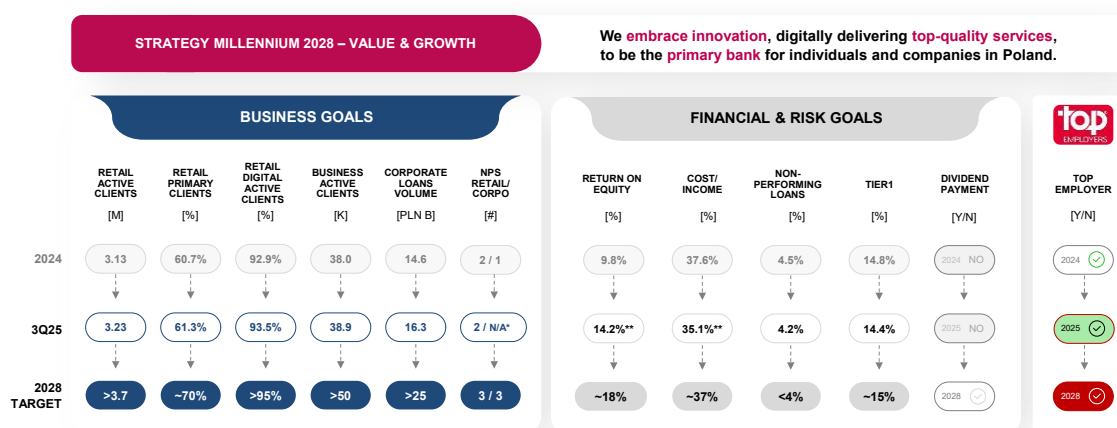 STRATEGY MILLENNIUM 2028 – VALUE & GROWTH
We embrace innovation, digitally delivering top-quality services,
to be the primary bank for individuals and companies in Poland.
BUSINESS GOALS
FINANCIAL & RISK GOALS
top
EMPLOYERS
RETAIL
ACTIVE
CLIENTS
[M]
RETAIL
PRIMARY
CLIENTS
[%]
RETAIL
DIGITAL
ACTIVE
CLIENTS
[%]
BUSINESS
ACTIVE
CLIENTS
[K]
CORPORATE
LOANS
VOLUME
[PLN B]
NPS
RETAIL/
CORPO
[#]
RETURN ON
EQUITY
[%]
COST/
INCOME
[%]
NON-
PERFORMING
LOANS
[%]
TIER1
[%]
DIVIDEND
PAYMENT
[Y/N]
TOP
EMPLOYER
[Y/N]
2024 3.13 60.7% 92.9% 38.0 14.6 2 / 1 9.8% 37.6% 4.5% 14.8% 2024 NO 2024
3Q25 3.23 61.3% 93.5% 38.9 16.3 2 / N/A* 14.2%** 35.1%** 4.2% 14.4% 2025 NO 2025
2028
TARGET >3.7 ~70% >95% >50 >25 3 / 3 ~18% ~37% <4% ~15% 2028 2028